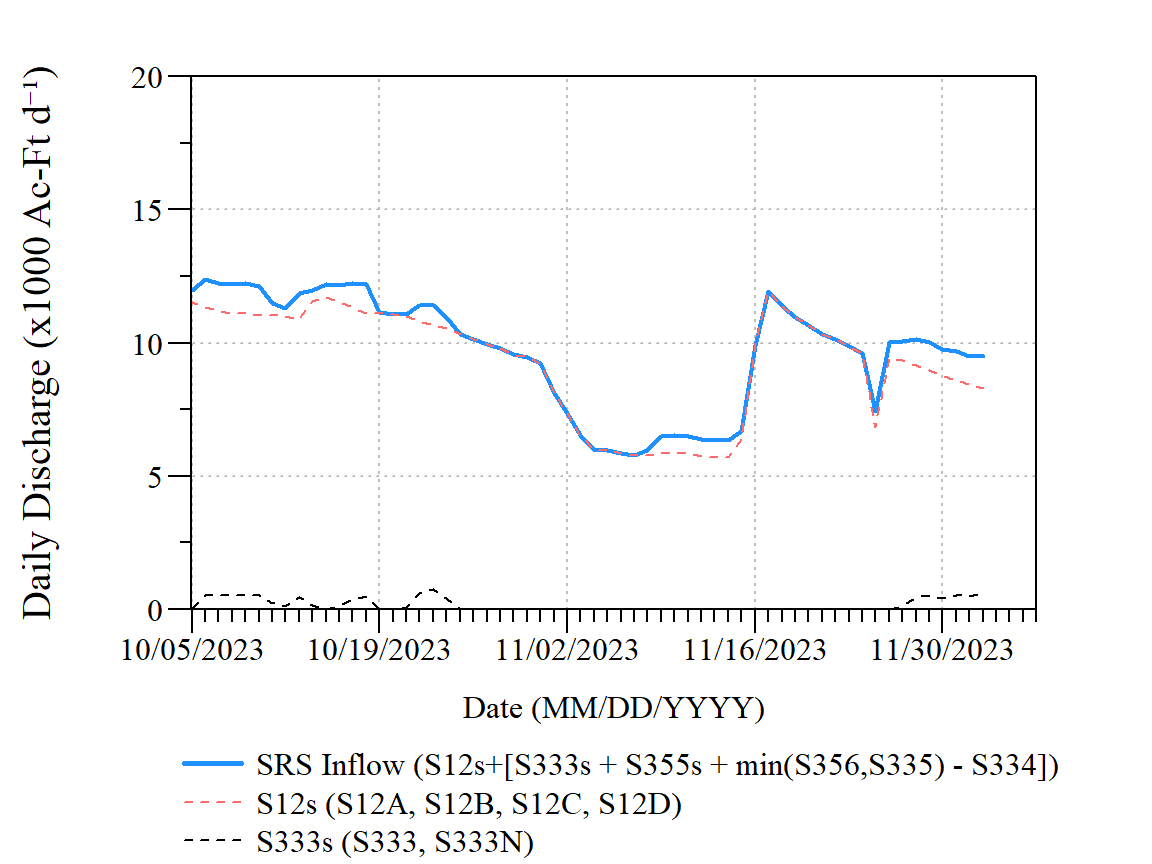 Daily Discharge (x1000 Ac-Ft d⁻¹)
20
15
10
5
0
10/05/2023 10/19/2023 11/02/2023 11/16/2023 11/30/2023
Date (MM/DD/YYYY)
SRS Inflow (S12s+[S333s + S355s + min(S356,S335) - S334])
S12s (S12A, S12B, S12C, S12D)
S333s (S333, S333N)